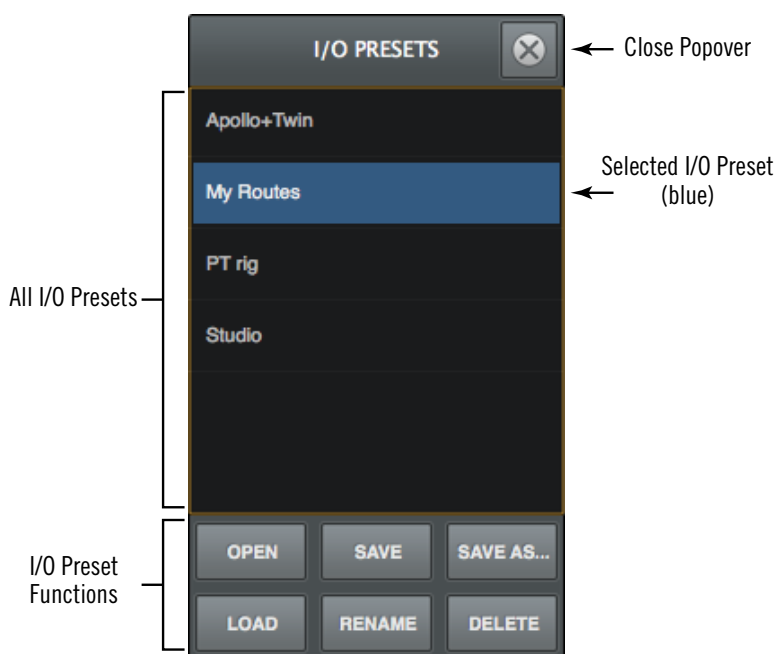 I/O PRESETS
Close Popover
Apollo+Twin
My Routes
Selected I/O Preset
(blue)
PT rig
All I/O Presets
Studio
I/O Preset
Functions
OPEN
SAVE
SAVE AS...
LOAD
RENAME
DELETE